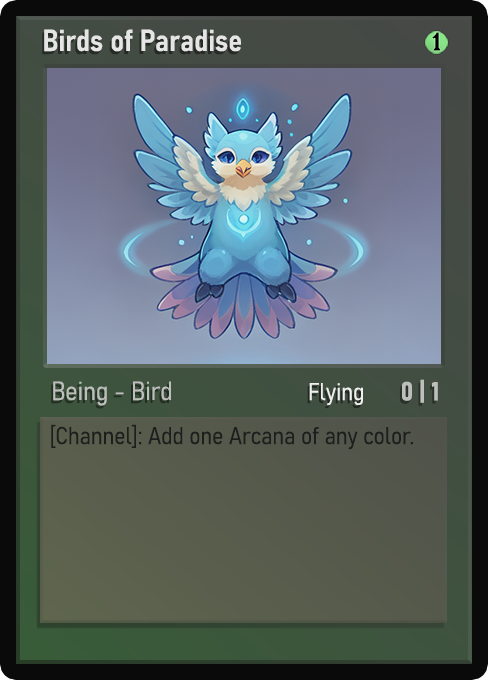 Birds of Paradise 1
Being - Bird Flying 0|1
[Channel]: Add one Arcana of any color.